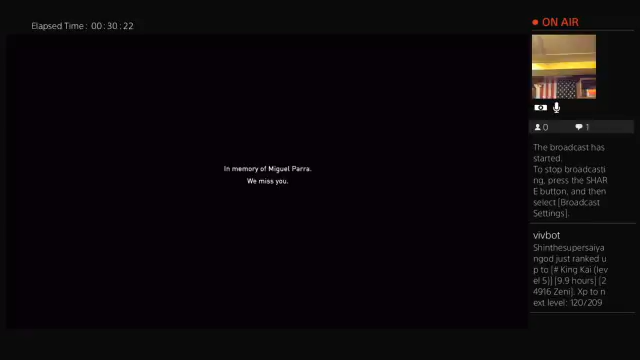 Elapsed Time : 00 : 30 : 22
ON AIR
In memory of Miguel Parra.
We miss you.
0
1
The broadcast has
started.
To stop broadcasti
ng, press the SHAR
E button, and then
select [Broadcast
Settings].
vivbot
Shinthesupersaiya
ngod just ranked u
p to [# King Kai (lev
el 5)] [9.9 hours] [2
4916 Zeni]. Xp to n
ext level: 120/209